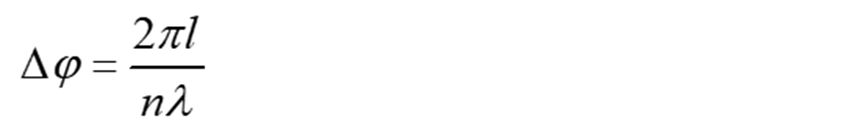 Δφ = 2πl / nλ